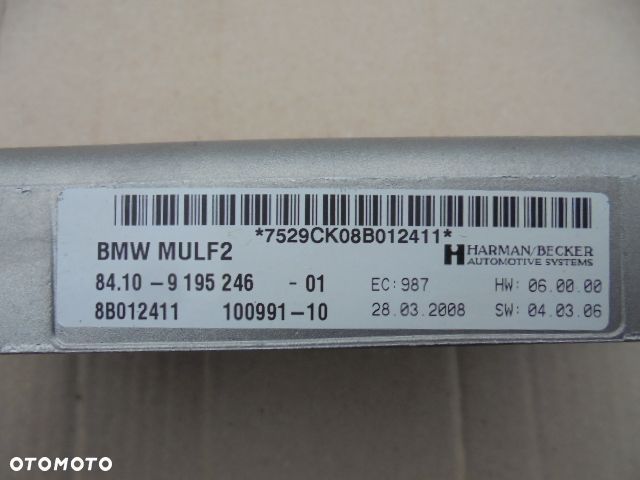 *7529CK08B012411*
BMW MULF2
HARMAN/BECKER
AUTOMOTIVE SYSTEMS
84.10 - 9 195 246 - 01 EC: 987 HW: 06.00.00
8B012411 100991-10 28.03.2008 SW: 04.03.06
OTOMOTO